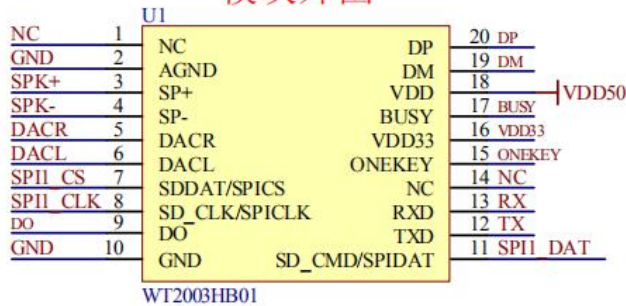 U1
NC 1 NC DP 20 DP
GND 2 AGND DM 19 DM
SPK+ 3 SP+ VDD 18 VDD50
SPK- 4 SP- BUSY 17 BUSY
DACR 5 DACR VDD33 16 VDD33
DACL 6 DACL ONEKEY 15 ONEKEY
SPI1_CS 7 SDDAT/SPICS NC 14 NC
SPI1_CLK 8 SD_CLK/SPICLK RXD 13 RX
DO 9 DO TXD 12 TX
GND 10 GND SD_CMD/SPIDAT 11 SPI1_DAT
WT2003HB01